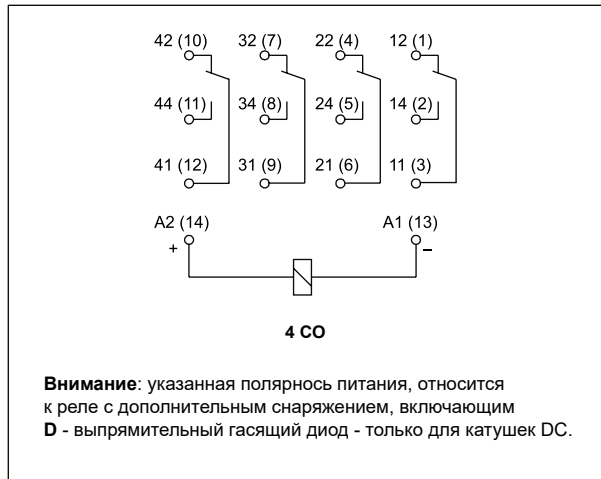 42 (10) 32 (7) 22 (4) 12 (1)
44 (11) 34 (8) 24 (5) 14 (2)
41 (12) 31 (9) 21 (6) 11 (3)
A2 (14) A1 (13)
+ –
4 CO
Внимание: указанная полярнось питания, относится
к реле с дополнительным снаряжением, включающим
D - выпрямительный гасящий диод - только для катушек DC.